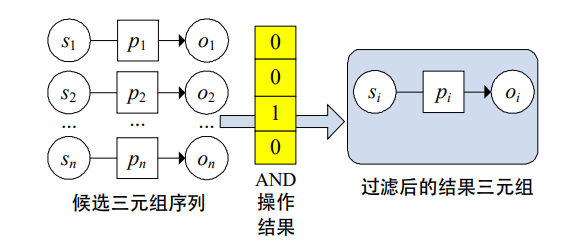 s1 p1 o1
s2 p2 o2
... ... ...
sn pn on
候选三元组序列
0
0
1
0
AND
操作
结果
si pi oi
过滤后的结果三元组